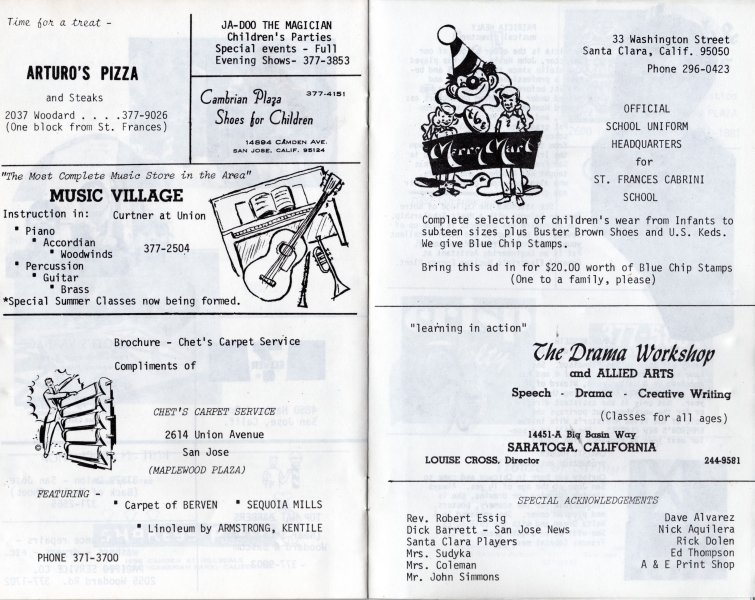 Time for a treat -
ARTURO'S PIZZA
and Steaks
2037 Woodard . . . .377-9026
(One block from St. Frances)
JA-DOO THE MAGICIAN
Children's Parties
Special events - Full
Evening Shows- 377-3853
377-4151
Cambrian Plaza
Shoes for Children
14894 CAMDEN AVE.
SAN JOSE, CALIF. 95124
"The Most Complete Music Store in the Area"
MUSIC VILLAGE
Instruction in:
Curtner at Union
• Piano
• Accordian
377-2504
• Woodwinds
• Percussion
• Guitar
• Brass
*Special Summer Classes now being formed.
Brochure - Chet's Carpet Service
Compliments of
CHET'S CARPET SERVICE
2614 Union Avenue
San Jose
(MAPLEWOOD PLAZA)
FEATURING -
• Carpet of BERVEN • SEQUOIA MILLS
• Linoleum by ARMSTRONG, KENTILE
PHONE 371-3700
33 Washington Street
Santa Clara, Calif. 95050
Phone 296-0423
Merry Mart
OFFICIAL
SCHOOL UNIFORM
HEADQUARTERS
for
ST. FRANCES CABRINI
SCHOOL
Complete selection of children's wear from Infants to
subteen sizes plus Buster Brown Shoes and U.S. Keds.
We give Blue Chip Stamps.
Bring this ad in for $20.00 worth of Blue Chip Stamps
(One to a family, please)
"learning in action"
The Drama Workshop
and ALLIED ARTS
Speech - Drama - Creative Writing
(Classes for all ages)
14451-A Big Basin Way
SARATOGA, CALIFORNIA
LOUISE CROSS, Director
244-9581
SPECIAL ACKNOWLEDGEMENTS
Rev. Robert Essig
Dick Barrett - San Jose News
Santa Clara Players
Mrs. Sudyka
Mrs. Coleman
Mr. John Simmons
Dave Alvarez
Nick Aquilera
Rick Dolen
Ed Thompson
A & E Print Shop